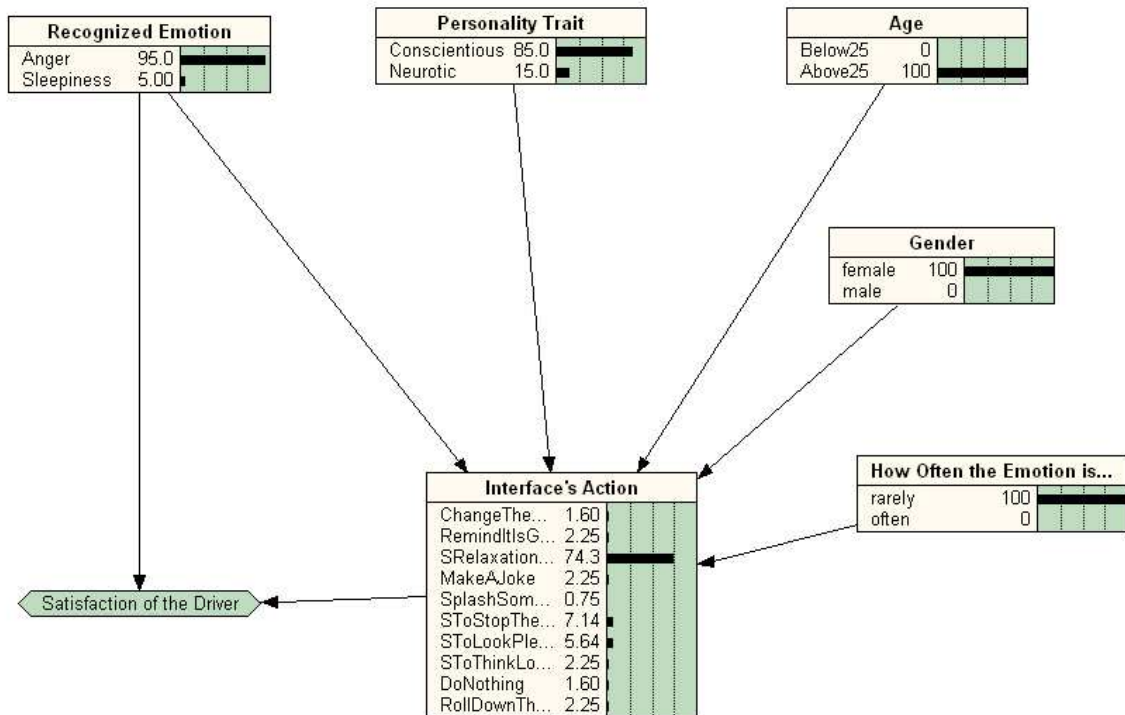 Recognized Emotion
Anger 95.0
Sleepiness 5.00
Personality Trait
Conscientious 85.0
Neurotic 15.0
Age
Below25 0
Above25 100
Gender
female 100
male 0
How Often the Emotion is...
rarely 100
often 0
Interface's Action
ChangeThe... 1.60
RemindItIsG... 2.25
SRelaxation... 74.3
MakeAJoke 2.25
SplashSom... 0.75
SToStopThe... 7.14
SToLookPle... 5.64
SToThinkLo... 2.25
DoNothing 1.60
RollDownTh... 2.25
Satisfaction of the Driver